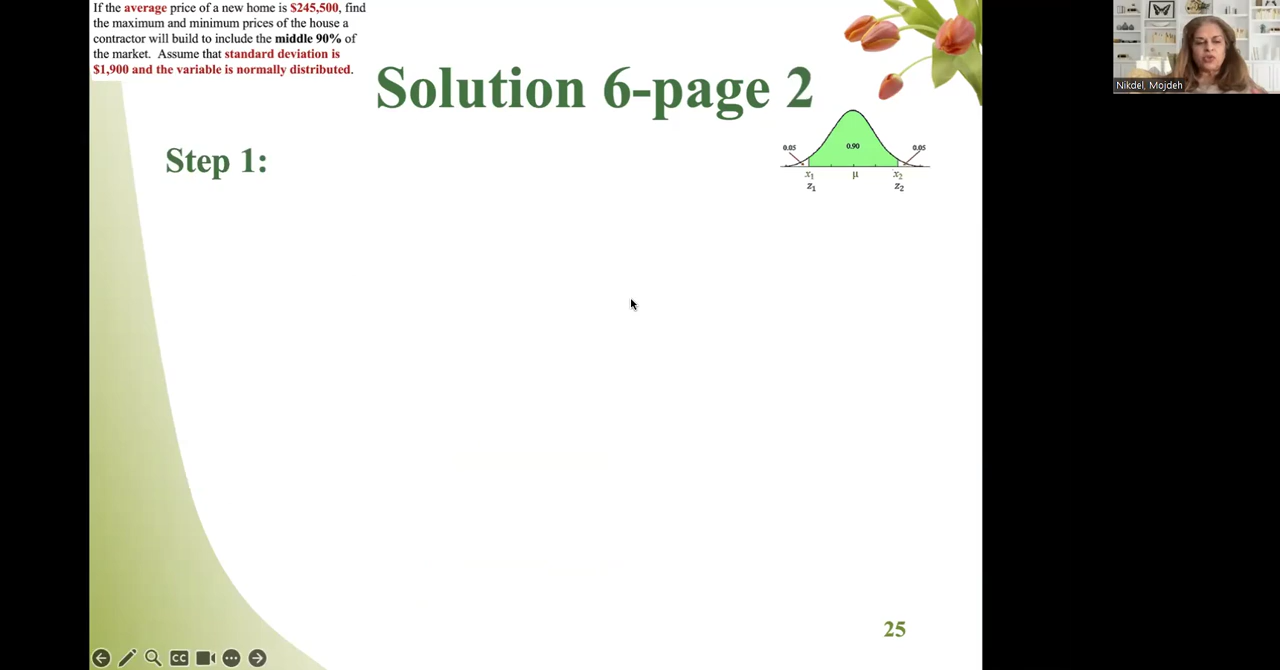 If the average price of a new home is $245,500, find
the maximum and minimum prices of the house a
contractor will build to include the middle 90% of
the market.  Assume that standard deviation is
$1,900 and the variable is normally distributed.
Nikdel, Mojdeh
Solution 6-page 2
Step 1:
0.05 0.90 0.05
x₁ μ x₂
z₁ z₂
25
CC